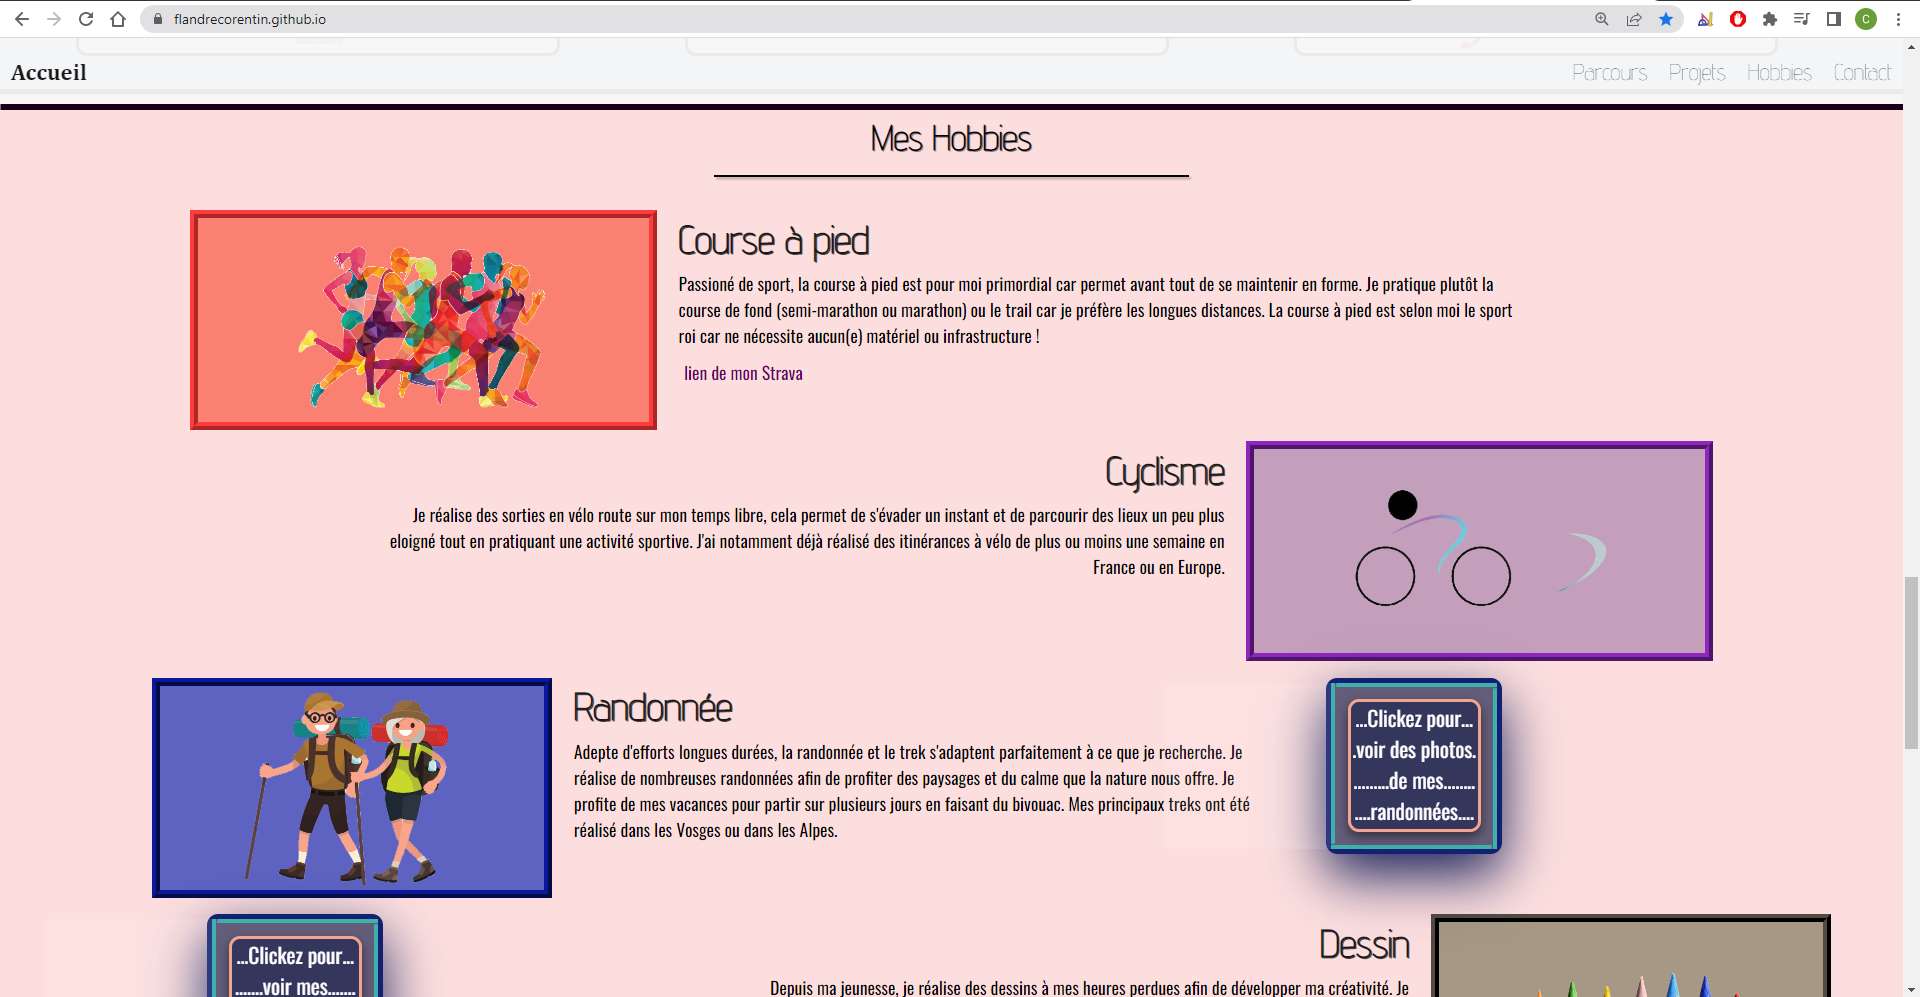 flandrecorentin.github.io
C
Accueil
Parcours Projets Hobbies Contact
Mes Hobbies
Course à pied
Passioné de sport, la course à pied est pour moi primordial car permet avant tout de se maintenir en forme. Je pratique plutôt la
course de fond (semi-marathon ou marathon) ou le trail car je préfère les longues distances. La course à pied est selon moi le sport
roi car ne nécessite aucun(e) matériel ou infrastructure !
lien de mon Strava
Cyclisme
Je réalise des sorties en vélo route sur mon temps libre, cela permet de s'évader un instant et de parcourir des lieux un peu plus
eloigné tout en pratiquant une activité sportive. J'ai notamment déjà réalisé des itinérances à vélo de plus ou moins une semaine en
France ou en Europe.
Randonnée
Adepte d'efforts longues durées, la randonnée et le trek s'adaptent parfaitement à ce que je recherche. Je
réalise de nombreuses randonnées afin de profiter des paysages et du calme que la nature nous offre. Je
profite de mes vacances pour partir sur plusieurs jours en faisant du bivouac. Mes principaux treks ont été
réalisé dans les Vosges ou dans les Alpes.
...Clickez pour...
.voir des photos.
.........de mes........
....randonnées....
...Clickez pour...
.......voir mes.......
Dessin
Depuis ma jeunesse, je réalise des dessins à mes heures perdues afin de développer ma créativité. Je